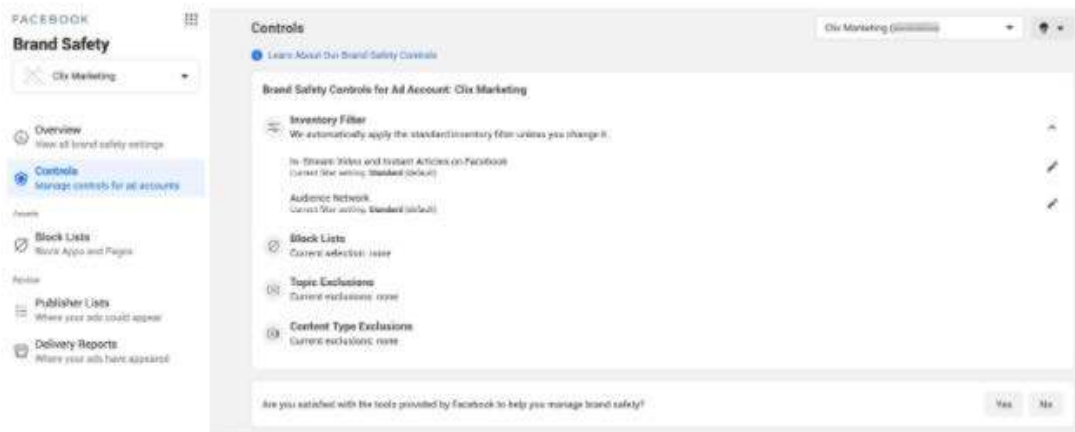 FACEBOOK
Brand Safety
Clix Marketing
Overview
View all brand safety settings
Controls
Manage controls for ad accounts
Assets
Block Lists
Block Apps and Pages
Review
Publisher Lists
Where your ads could appear
Delivery Reports
Where your ads have appeared
Controls
Clix Marketing
Learn About Our Brand Safety Controls
Brand Safety Controls for Ad Account: Clix Marketing
Inventory Filter
We automatically apply the standard inventory filter unless you change it.
In-Stream Video and Instant Articles on Facebook
Current filter setting: Standard (default)
Audience Network
Current filter setting: Standard (default)
Block Lists
Current selection: none
Topic Exclusions
Current exclusions: none
Content Type Exclusions
Current exclusions: none
Are you satisfied with the tools provided by Facebook to help you manage brand safety?
Yes
No